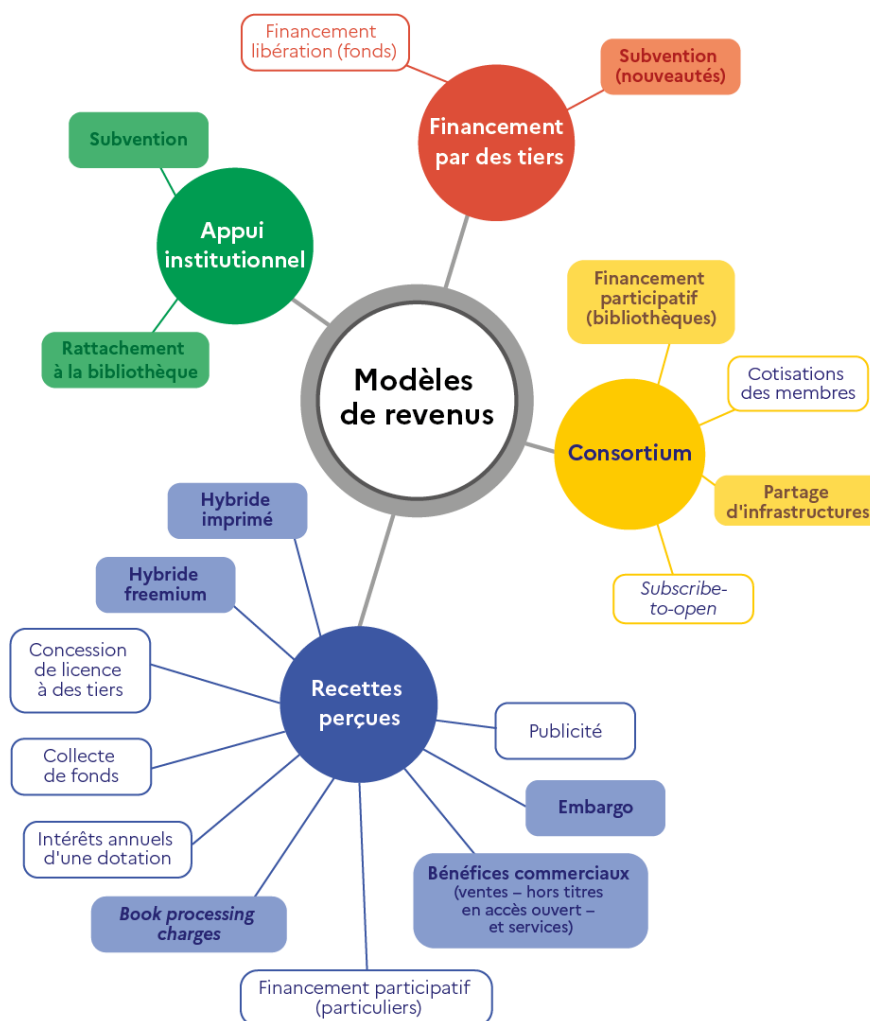 Financement
libération (fonds)
Subvention
(nouveautés)
Financement
par des tiers
Subvention
Appui
institutionnel
Rattachement
à la bibliothèque
Financement
participatif
(bibliothèques)
Cotisations
des membres
Modèles
de revenus
Consortium
Partage
d'infrastructures
Subscribe-
to-open
Hybride
imprimé
Hybride
freemium
Concession
de licence
à des tiers
Recettes
perçues
Publicité
Collecte
de fonds
Embargo
Intérêts annuels
d'une dotation
Bénéfices commerciaux
(ventes – hors titres
en accès ouvert –
et services)
Book processing
charges
Financement participatif
(particuliers)